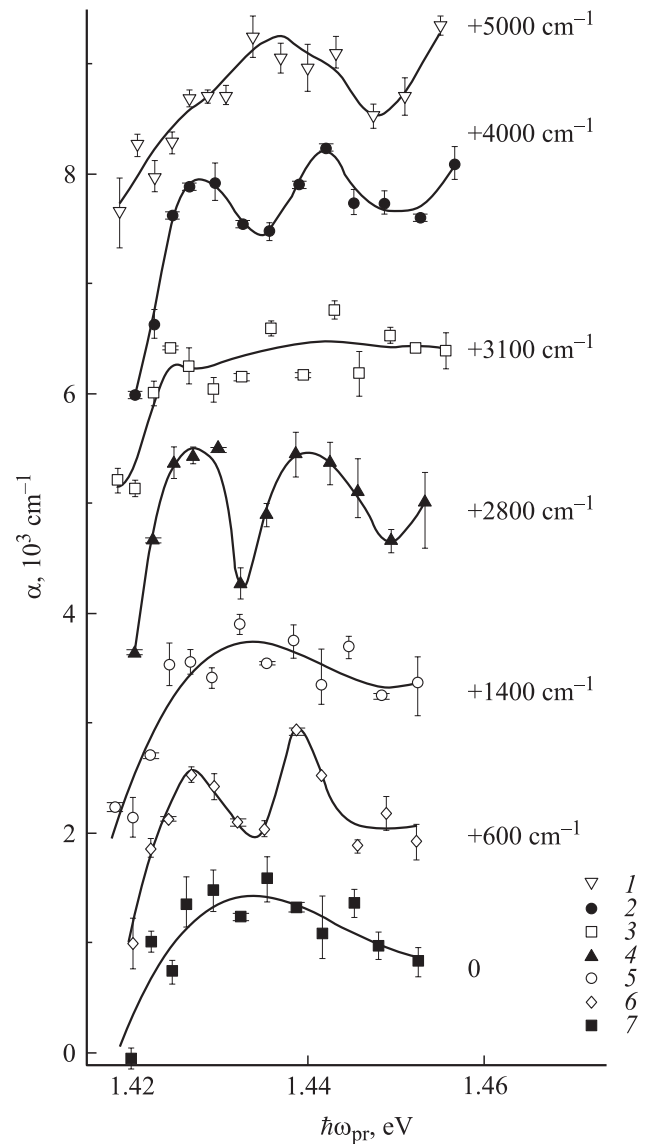 +5000 cm⁻¹
+4000 cm⁻¹
8
+3100 cm⁻¹
6
+2800 cm⁻¹
α, 10³ cm⁻¹
4
+1400 cm⁻¹
2
+600 cm⁻¹
1
2
3
4
5
6
7
0
0
1.42 1.44 1.46
ℏω_pr, eV